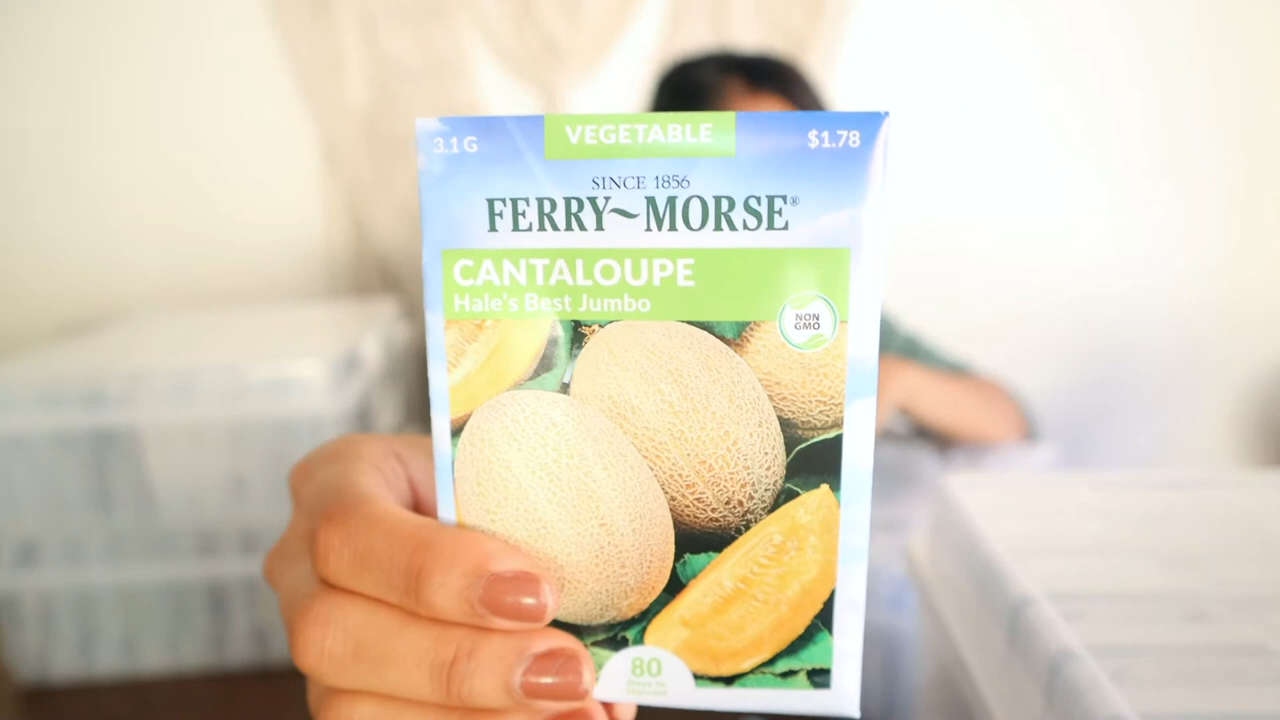 3.1 G
VEGETABLE
$1.78
SINCE 1856
FERRY~MORSE®
CANTALOUPE
Hale's Best Jumbo
NON
GMO
80